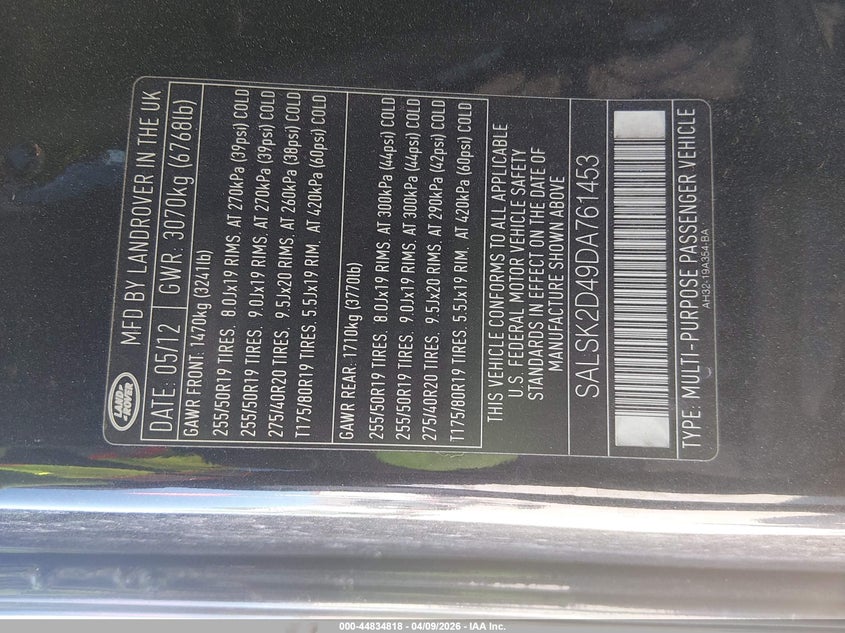 LAND
ROVER
MFD BY LANDROVER IN THE UK
DATE: 05/12 GWR. 3070kg (6768lb)
GAWR FRONT: 1470kg (3241lb)
255/50R19 TIRES. 8.0Jx19 RIMS. AT 270kPa (39psi) COLD
255/50R19 TIRES. 9.0Jx19 RIMS. AT 270kPa (39psi) COLD
275/40R20 TIRES. 9.5Jx20 RIMS. AT 260kPa (38psi) COLD
T175/80R19 TIRES. 5.5Jx19 RIM. AT 420kPa (60psi) COLD
GAWR REAR: 1710kg (3770lb)
255/50R19 TIRES. 8.0Jx19 RIMS. AT 300kPa (44psi) COLD
255/50R19 TIRES. 9.0Jx19 RIMS. AT 300kPa (44psi) COLD
275/40R20 TIRES. 9.5Jx20 RIMS. AT 290kPa (42psi) COLD
T175/80R19 TIRES. 5.5Jx19 RIM. AT 420kPa (60psi) COLD
THIS VEHICLE CONFORMS TO ALL APPLICABLE
U.S. FEDERAL MOTOR VEHICLE SAFETY
STANDARDS IN EFFECT ON THE DATE OF
MANUFACTURE SHOWN ABOVE
SALSK2D49DA761453
TYPE: MULTI-PURPOSE PASSENGER VEHICLE
AH32-19A354-BA
000-44834818 - 04/09/2026 - IAA Inc.